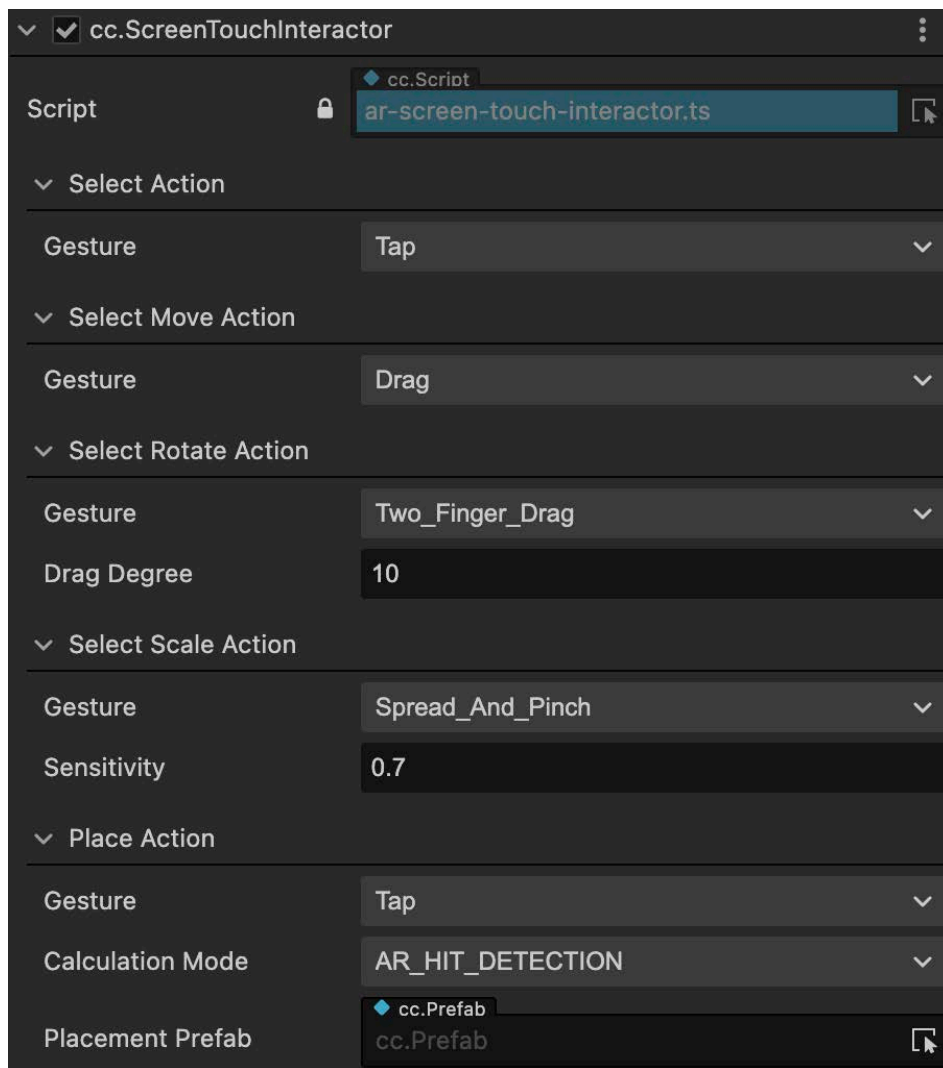 cc.ScreenTouchInteractor
cc.Script
Script ar-screen-touch-interactor.ts
Select Action
Gesture Tap
Select Move Action
Gesture Drag
Select Rotate Action
Gesture Two_Finger_Drag
Drag Degree 10
Select Scale Action
Gesture Spread_And_Pinch
Sensitivity 0.7
Place Action
Gesture Tap
Calculation Mode AR_HIT_DETECTION
cc.Prefab
Placement Prefab cc.Prefab